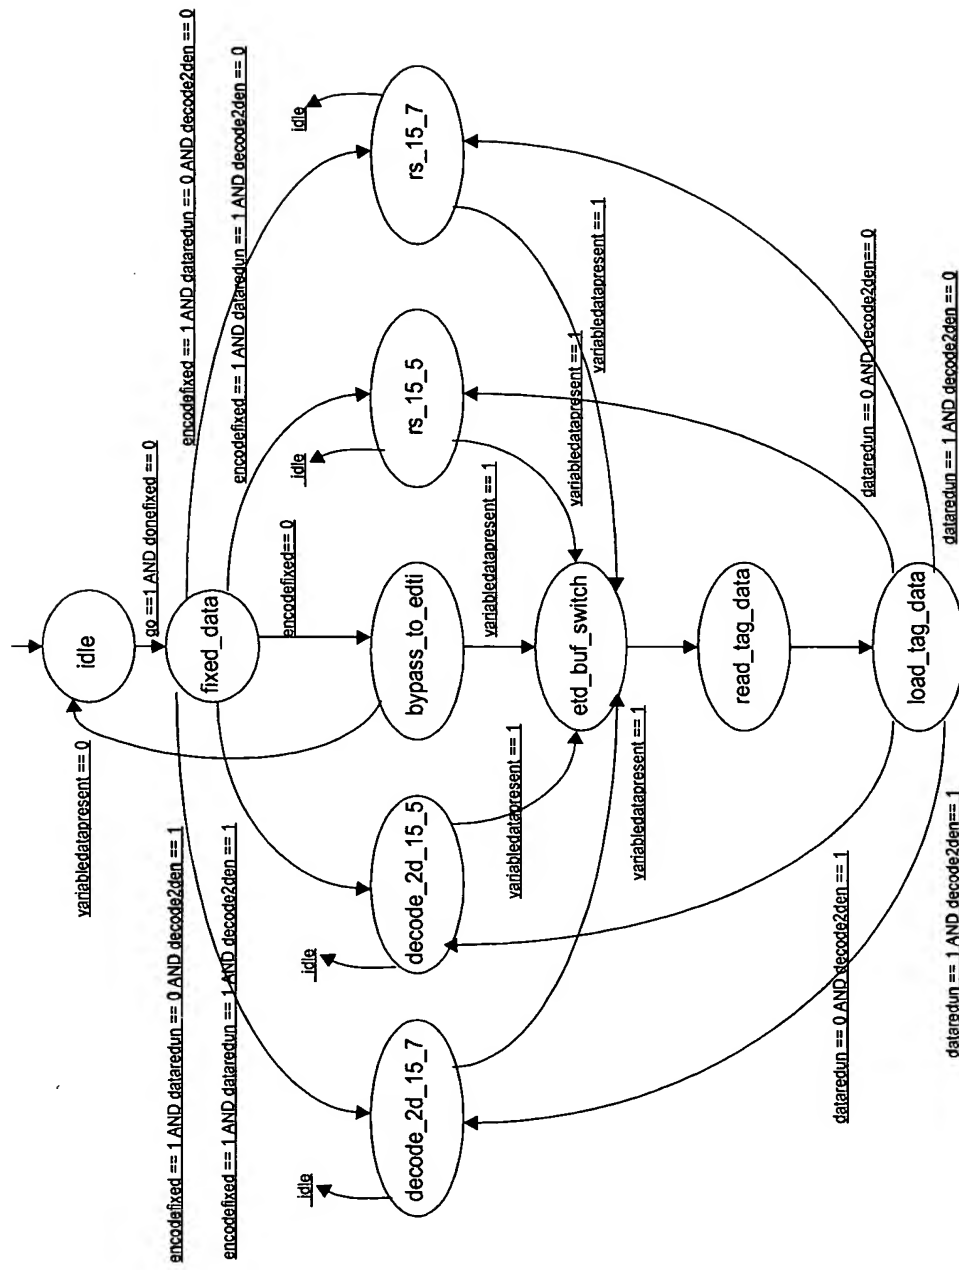 idle
go ==1 AND donefixed == 0
variabledatapresent == 0
fixed_data
encodefixed == 1 AND dataredun == 0 AND decode2den == 1
encodefixed == 1 AND dataredun == 1 AND decode2den == 1
encodefixed== 0
encodefixed == 1 AND dataredun == 0 AND decode2den == 0
encodefixed == 1 AND dataredun == 1 AND decode2den == 0
idle
idle
idle
idle
decode_2d_15_7
decode_2d_15_5
bypass_to_edti
rs_15_5
rs_15_7
variabledatapresent == 1
variabledatapresent == 1
variabledatapresent == 1
variabledatapresent == 1
variabledatapresent == 1
etd_buf_switch
read_tag_data
load_tag_data
dataredun == 0 AND decode2den == 1
dataredun == 0 AND decode2den== 0
dataredun == 1 AND decode2den== 1
dataredun == 1 AND decode2den == 0